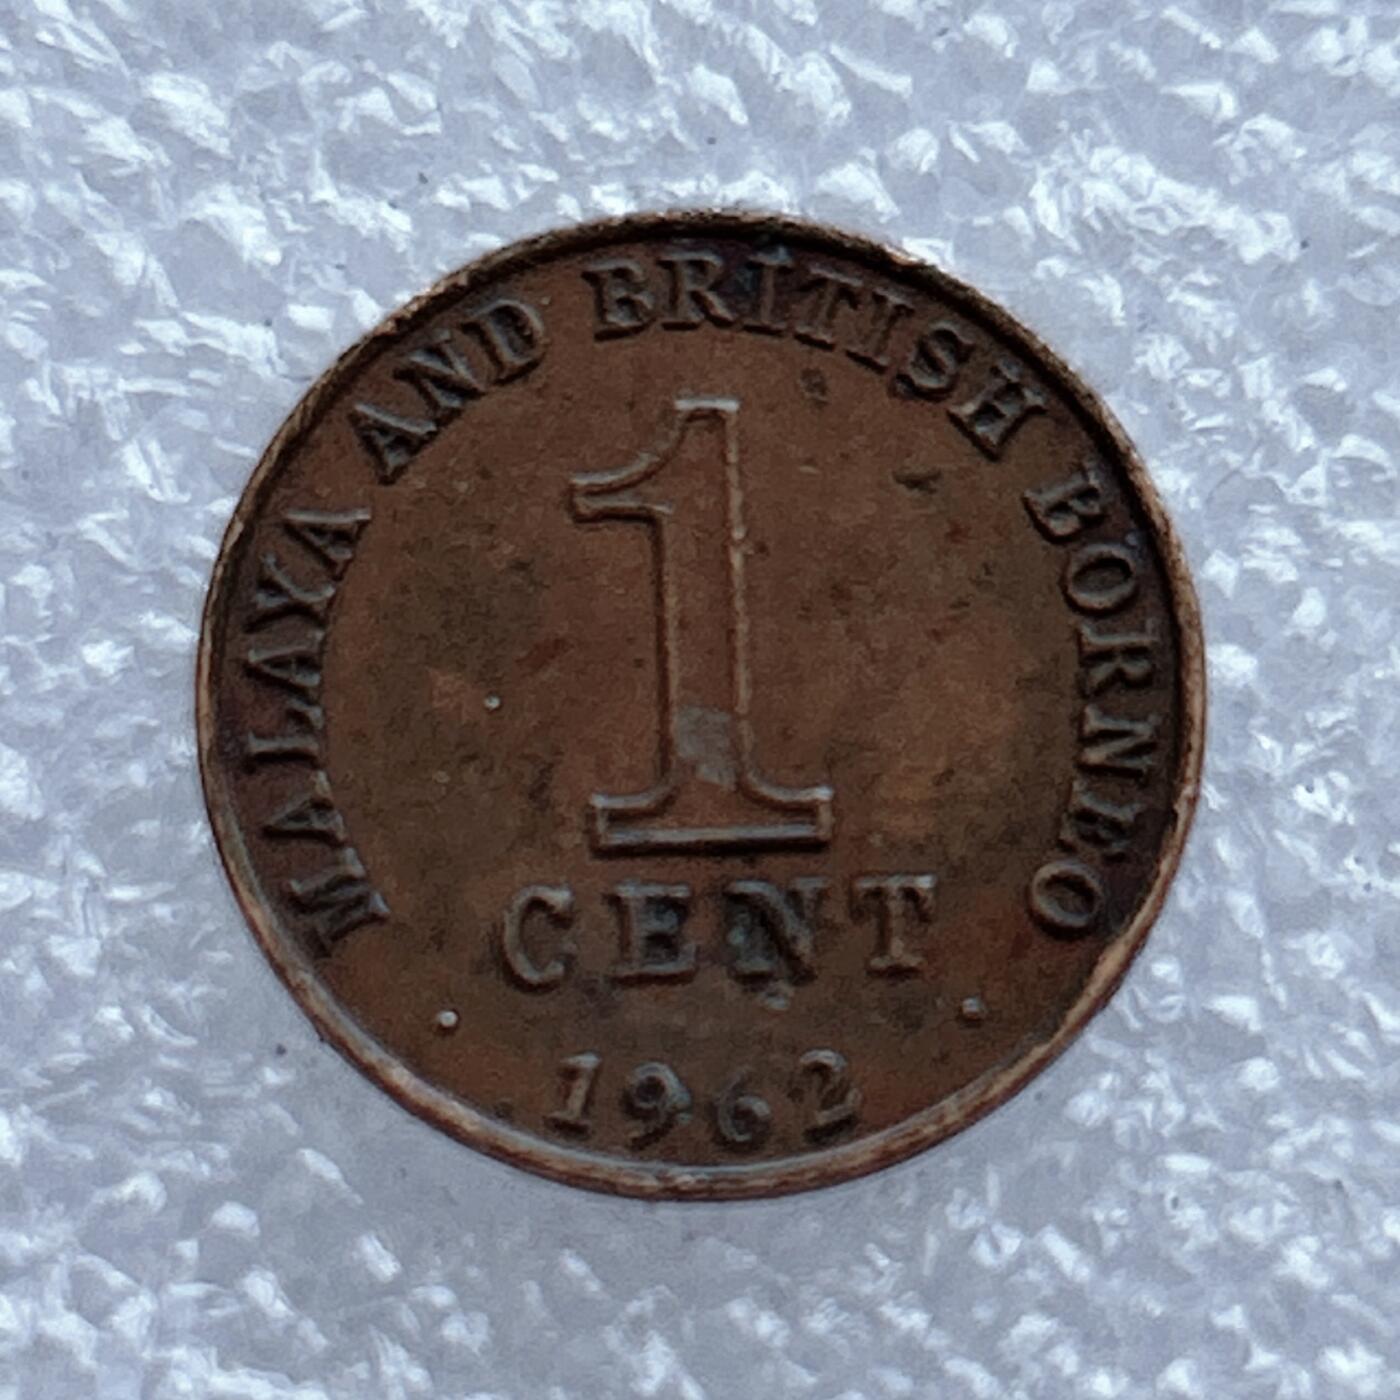 MALAYA AND BRITISH BORNEO
1
CENT
1962